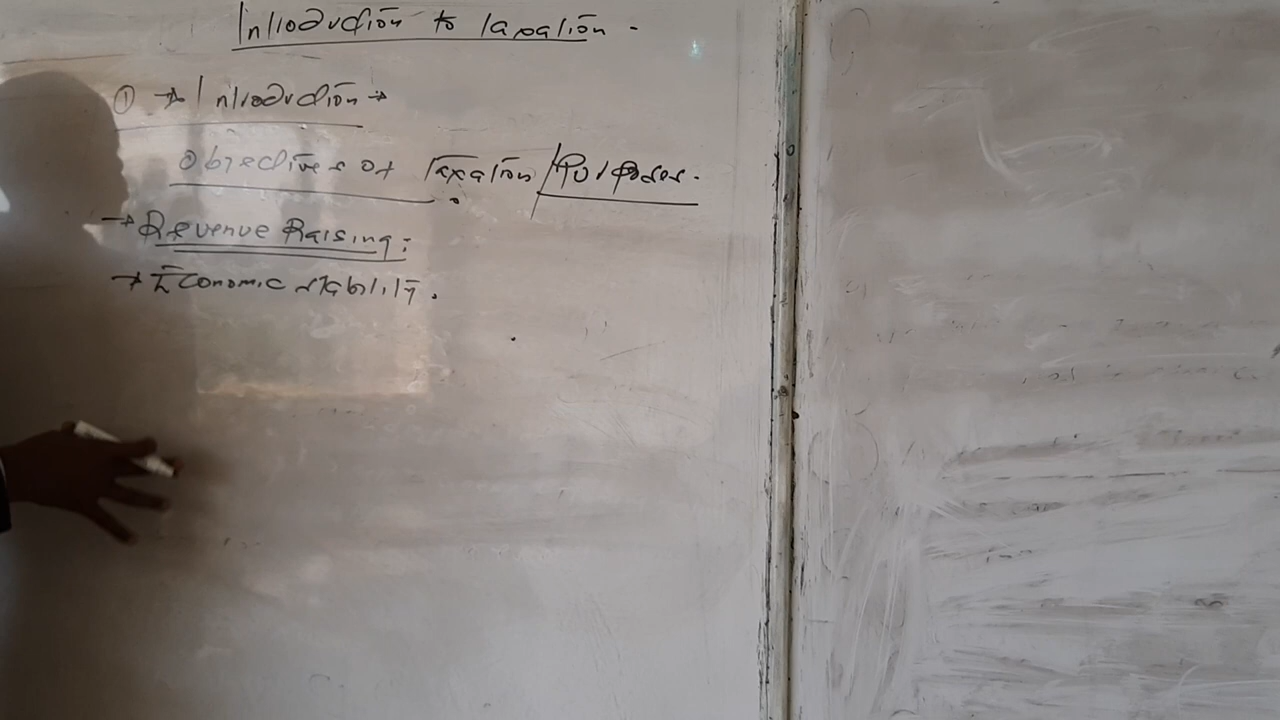 Introduction to Taxation -
① → Introduction →
Objectives of Taxation / Purposes.
→ Revenue Raising:
→ Economic stability.